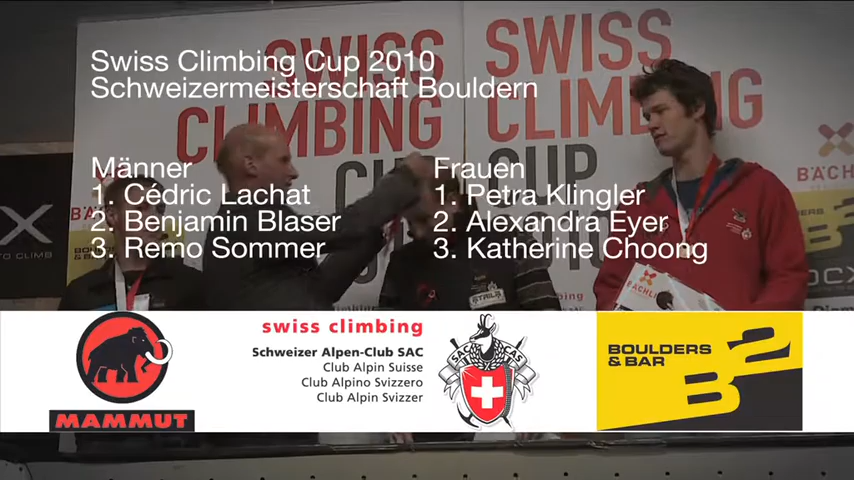 Swiss Climbing Cup 2010
Schweizermeisterschaft Bouldern
Männer
1. Cédric Lachat
2. Benjamin Blaser
3. Remo Sommer
Frauen
1. Petra Klingler
2. Alexandra Eyer
3. Katherine Choong
SWISS
CLIMBING
SWISS
CLIMBING
CUP
BÄCHLI
MAMMUT
swiss climbing
Schweizer Alpen-Club SAC
Club Alpin Suisse
Club Alpino Svizzero
Club Alpin Svizzer
SAC CAS
BOULDERS
& BAR
B2